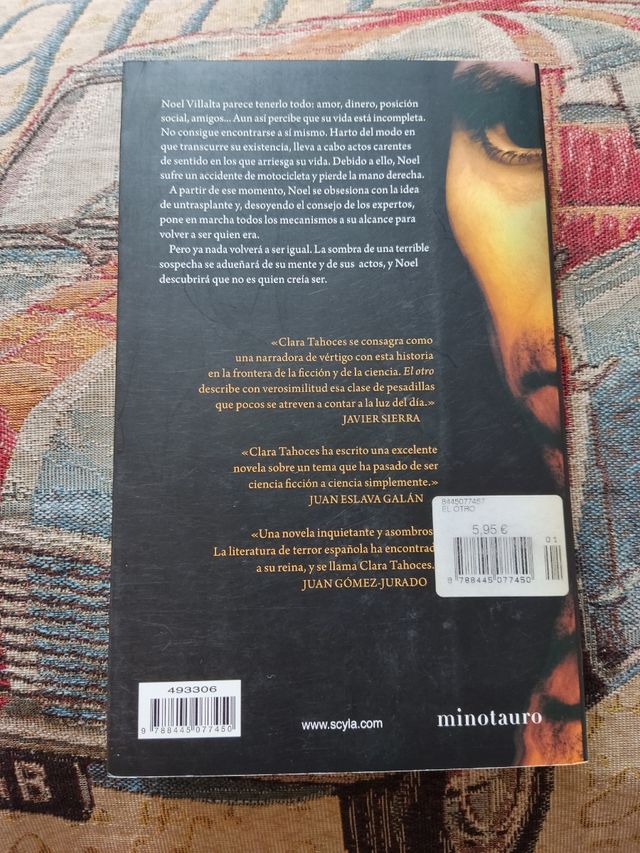 Noel Villalta parece tenerlo todo: amor, dinero, posición
social, amigos... Aun así percibe que su vida está incompleta.
No consigue encontrarse a sí mismo. Harto del modo en
que transcurre su existencia, lleva a cabo actos carentes
de sentido en los que arriesga su vida. Debido a ello, Noel
sufre un accidente de motocicleta y pierde la mano derecha.
A partir de ese momento, Noel se obsesiona con la idea
de untrasplante y, desoyendo el consejo de los expertos,
pone en marcha todos los mecanismos a su alcance para
volver a ser quien era.
Pero ya nada volverá a ser igual. La sombra de una terrible
sospecha se adueñará de su mente y de sus actos, y Noel
descubrirá que no es quien creía ser.
«Clara Tahoces se consagra como
una narradora de vértigo con esta historia
en la frontera de la ficción y de la ciencia. El otro
describe con verosimilitud esa clase de pesadillas
que pocos se atreven a contar a la luz del día.»
JAVIER SIERRA
«Clara Tahoces ha escrito una excelente
novela sobre un tema que ha pasado de ser
ciencia ficción a ciencia simplemente.»
JUAN ESLAVA GALÁN
«Una novela inquietante y asombros
La literatura de terror española ha encontrad
a su reina, y se llama Clara Tahoces.
JUAN GÓMEZ-JURADO
8445077457
EL OTRO
5,95 €
01
9 788445 077450
493306
9 788445 077450
www.scyla.com
minotauro
B